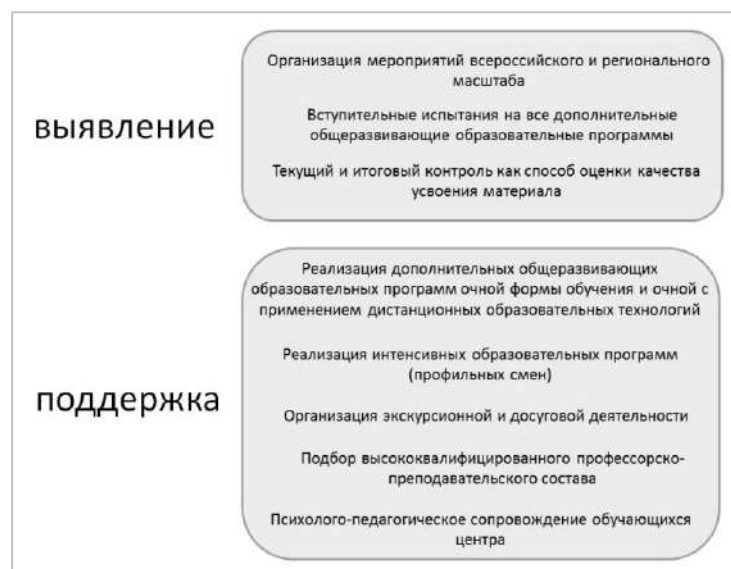 выявление
Организация мероприятий всероссийского и регионального
масштаба
Вступительные испытания на все дополнительные
общеразвивающие образовательные программы
Текущий и итоговый контроль как способ оценки качества
усвоения материала
поддержка
Реализация дополнительных общеразвивающих
образовательных программ очной формы обучения и очной с
применением дистанционных образовательных технологий
Реализация интенсивных образовательных программ
(профильных смен)
Организация экскурсионной и досуговой деятельности
Подбор высококвалифицированного профессорско-
преподавательского состава
Психолого-педагогическое сопровождение обучающихся
центра